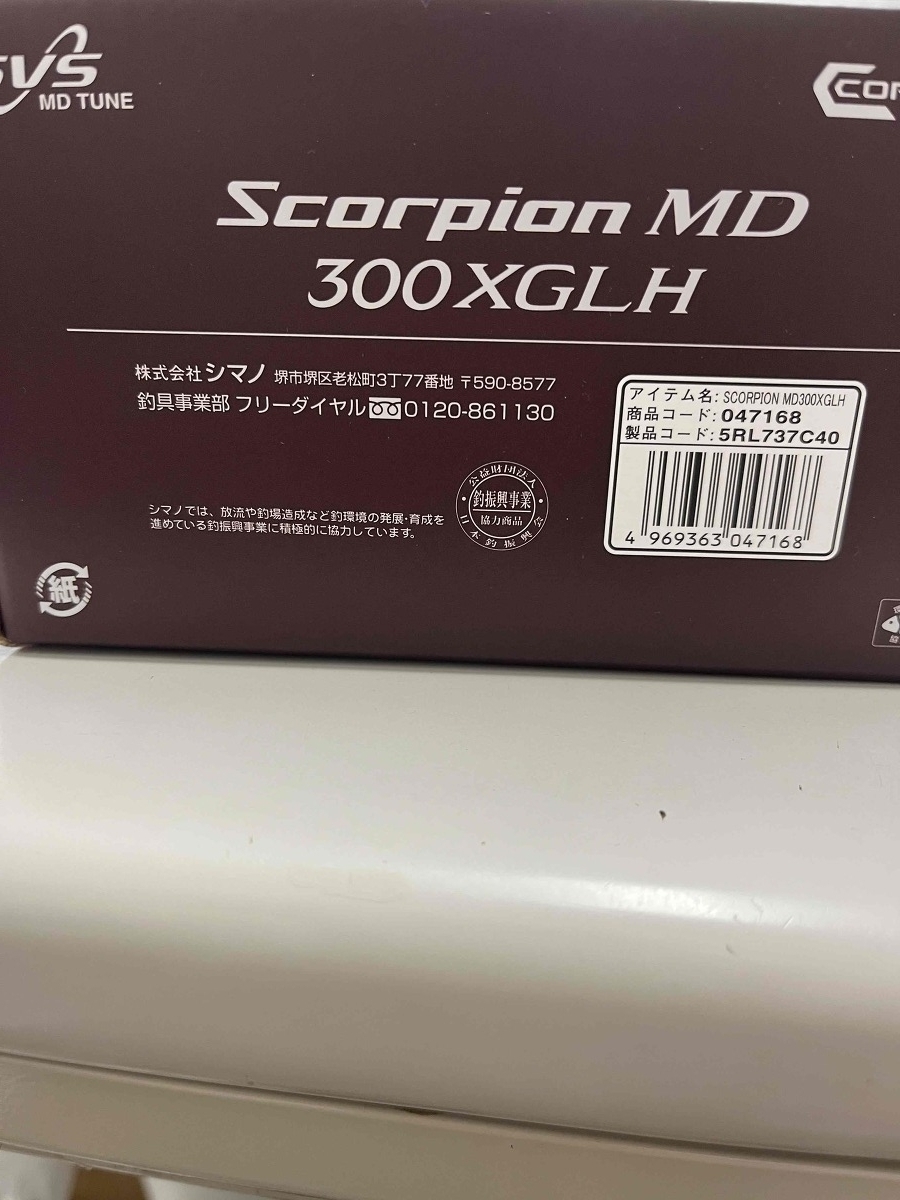 SVS
MD TUNE
Scorpion MD
300XGLH
株式会社シマノ 堺市堺区老松町3丁77番地 〒590-8577
釣具事業部 フリーダイヤル 0120-861130
アイテム名: SCORPION MD300XGLH
商品コード: 047168
製品コード: 5RL737C40
4 969363 047168
公益財団法人
釣振興事業
協力商品
日本釣振興会
シマノでは、放流や釣場造成など釣環境の発展・育成を
進めている釣振興事業に積極的に協力しています。
紙